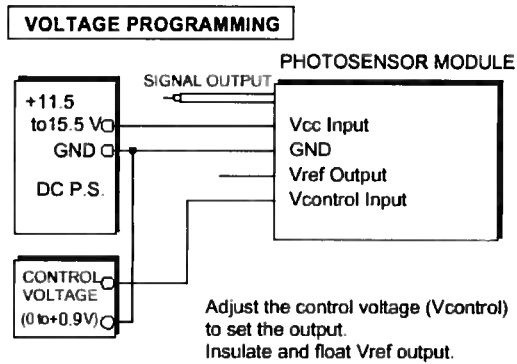 VOLTAGE PROGRAMMING
PHOTOSENSOR MODULE
SIGNAL OUTPUT
+11.5
to15.5 V
GND
DC P.S.
Vcc Input
GND
Vref Output
Vcontrol Input
CONTROL
VOLTAGE
(0 to+0.9V)
Adjust the control voltage (Vcontrol)
to set the output.
Insulate and float Vref output.